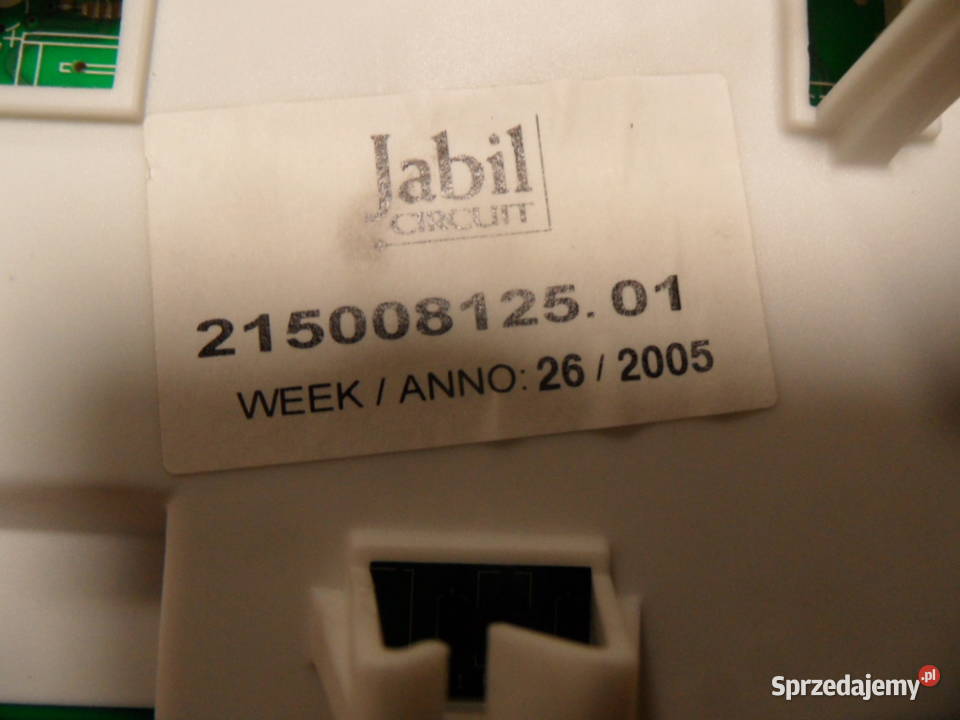 Jabil
CIRCUIT
215008125.01
WEEK / ANNO: 26 / 2005
Sprzedajemy.pl